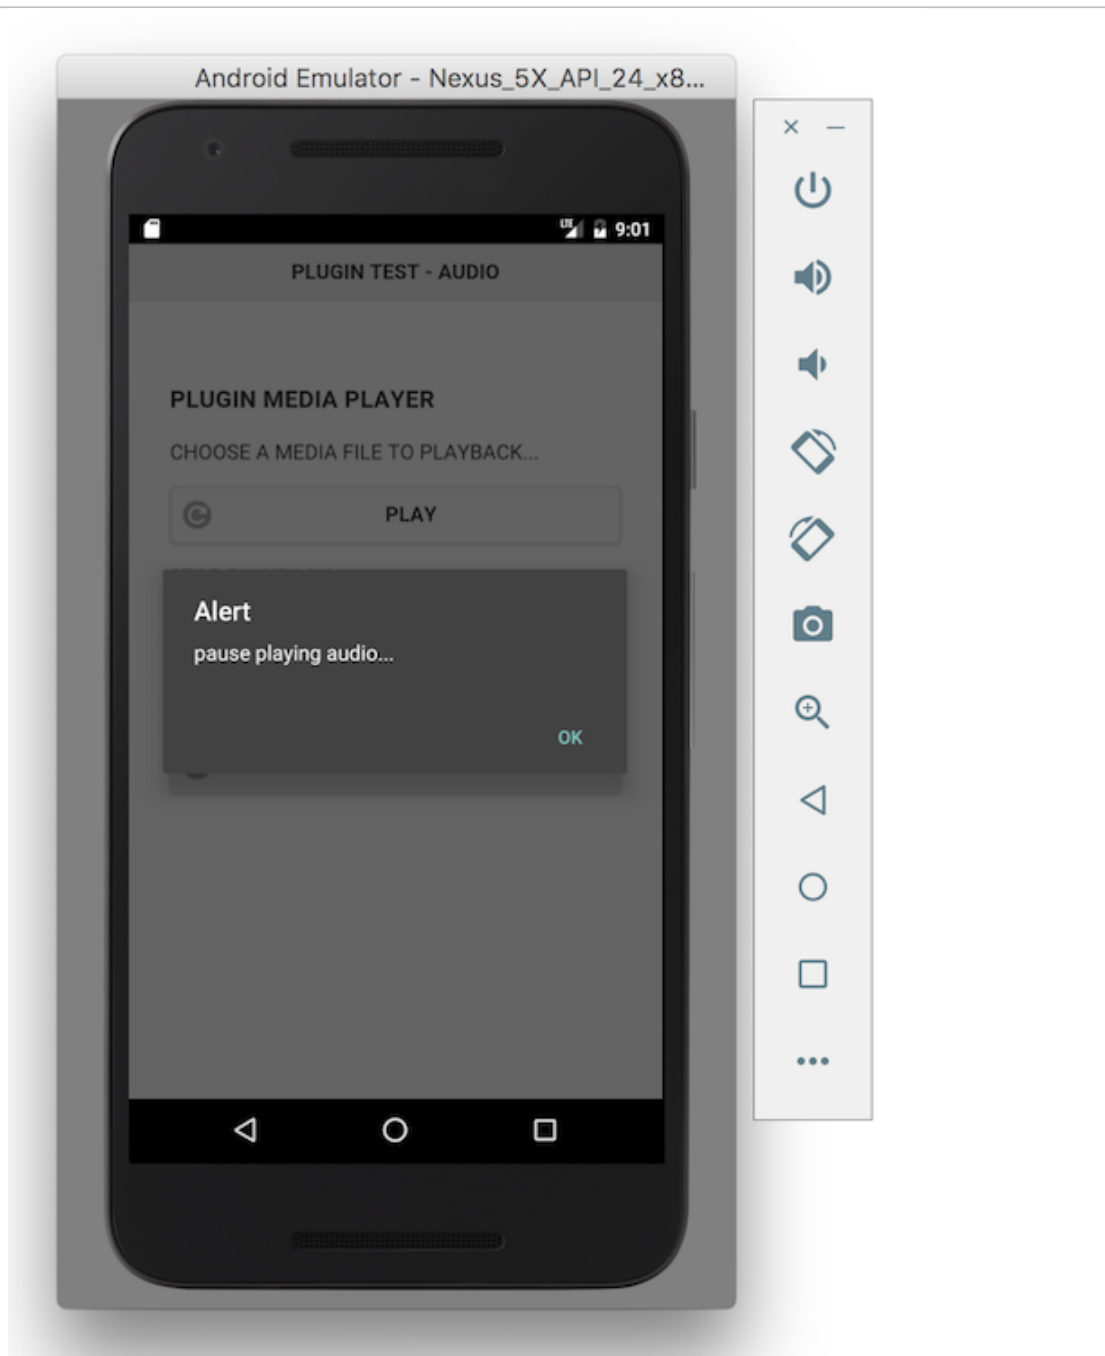 Android Emulator - Nexus_5X_API_24_x8...
LTE 9:01
PLUGIN TEST - AUDIO
PLUGIN MEDIA PLAYER
CHOOSE A MEDIA FILE TO PLAYBACK...
PLAY
Alert
pause playing audio...
OK